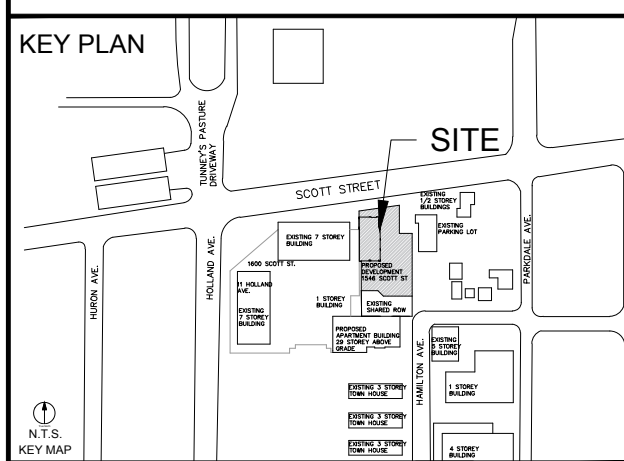 KEY PLAN
TUNNEY'S PASTURE
DRIVEWAY
SITE
SCOTT STREET
EXISTING
1/2 STOREY
BUILDINGS
EXISTING
PARKING LOT
EXISTING 7 STOREY
BUILDING
1600 SCOTT ST.
PROPOSED
DEVELOPMENT
1546 SCOTT ST
HURON AVE.
HOLLAND AVE.
PARKDALE AVE.
11 HOLLAND
AVE.
EXISTING
7 STOREY
BUILDING
1 STOREY
BUILDING
EXISTING
SHARED ROW
PROPOSED
APARTMENT BUILDING
29 STOREY ABOVE
GRADE
HAMILTON AVE.
EXISTING
5 STOREY
BUILDING
1 STOREY
BUILDING
EXISTING 3 STOREY
TOWN HOUSE
EXISTING 3 STOREY
TOWN HOUSE
EXISTING 3 STOREY
TOWN HOUSE
4 STOREY
BUILDING
N.T.S.
KEY MAP